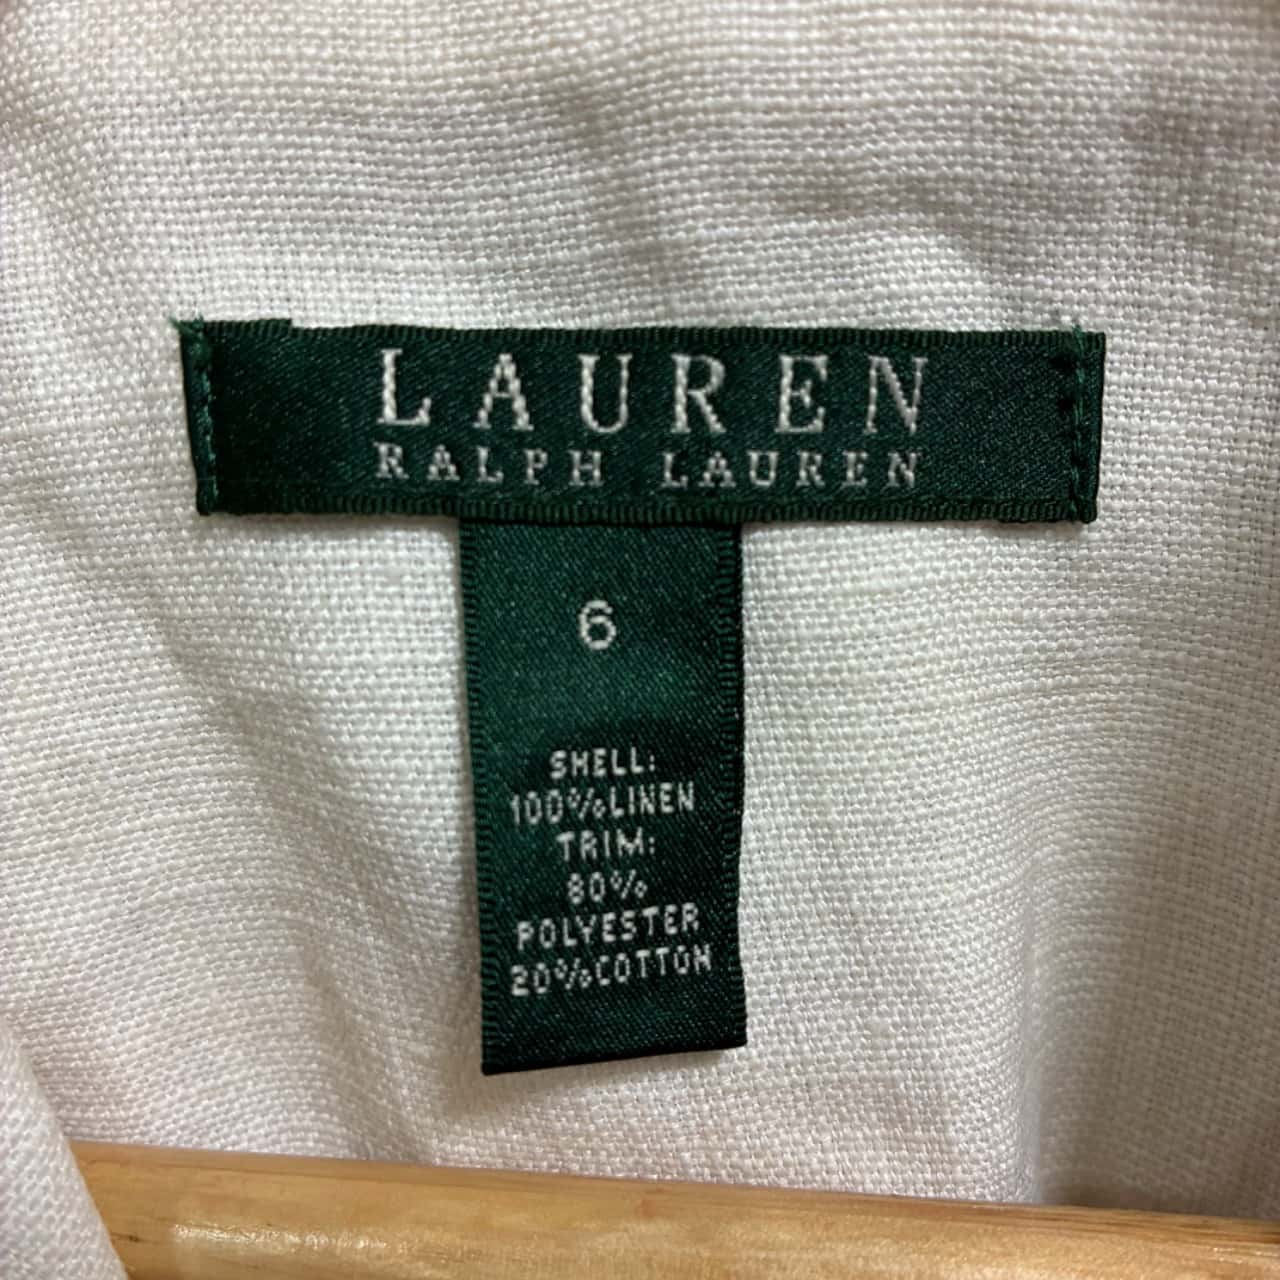 LAUREN
RALPH LAUREN
6
SHELL:
100%LINEN
TRIM:
80%
POLYESTER
20%COTTON